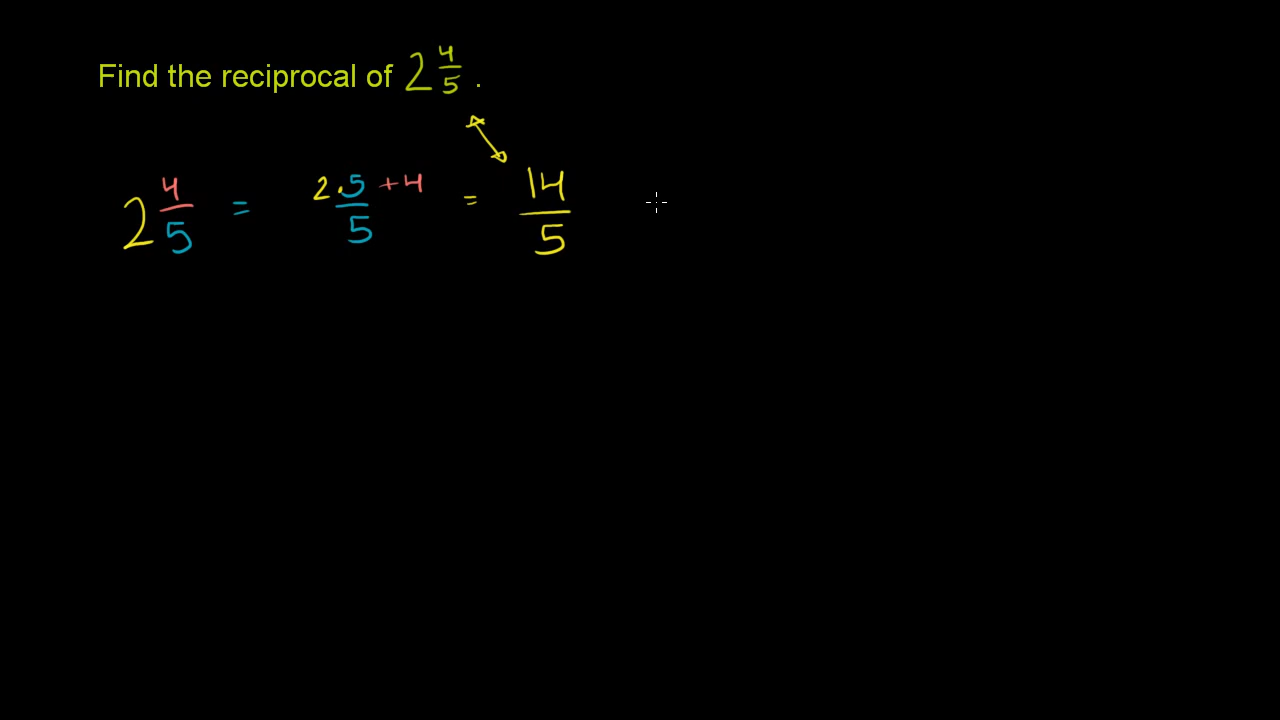 Find the reciprocal of 2 4/5 .
2 4/5 = 2·5+4/5 = 14/5